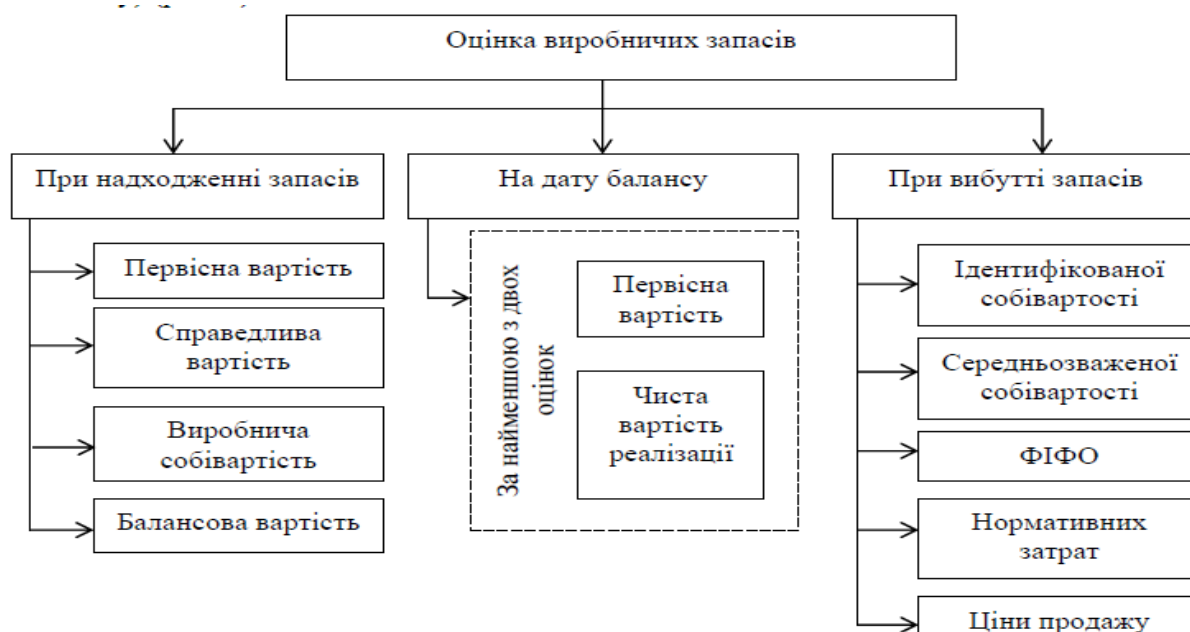 Оцінка виробничих запасів
При надходженні запасів
На дату балансу
При вибутті запасів
Первісна вартість
Справедлива
вартість
Виробнича
собівартість
Балансова вартість
За найменшою з двох
оцінок
Первісна
вартість
Чиста
вартість
реалізації
Ідентифікованої
собівартості
Середньозваженої
собівартості
ФІФО
Нормативних
затрат
Ціни продажу